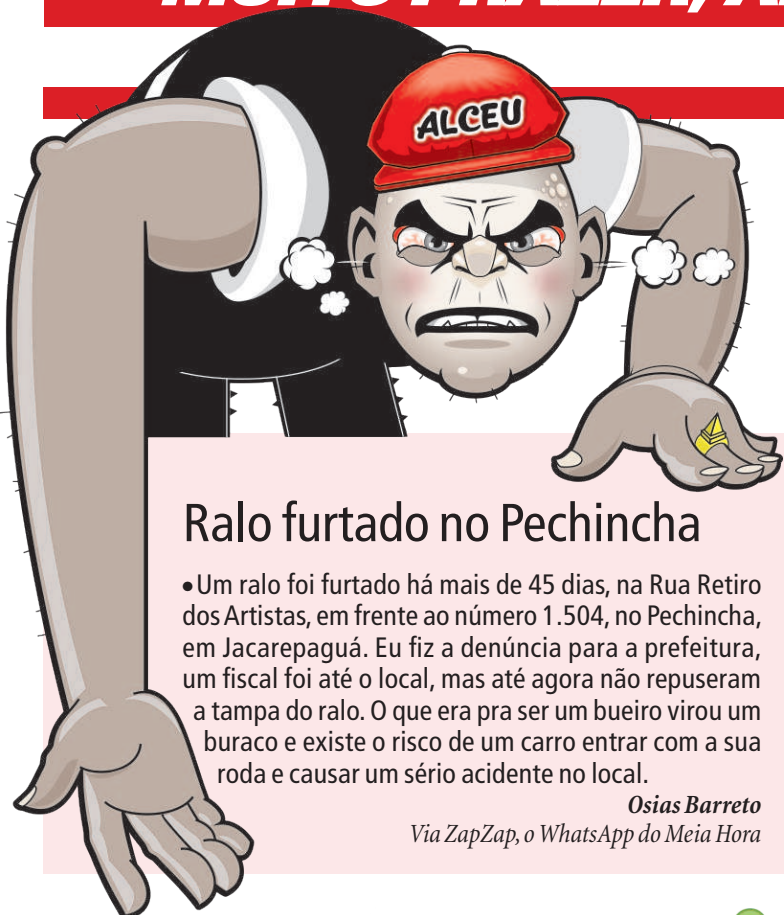 ALCEU
Ralo furtado no Pechincha
•Um ralo foi furtado há mais de 45 dias, na Rua Retiro
dos Artistas, em frente ao número 1.504, no Pechincha,
em Jacarepaguá. Eu fiz a denúncia para a prefeitura,
um fiscal foi até o local, mas até agora não repuseram
a tampa do ralo. O que era pra ser um bueiro virou um
buraco e existe o risco de um carro entrar com a sua
roda e causar um sério acidente no local.
Osias Barreto
Via ZapZap, o WhatsApp do Meia Hora